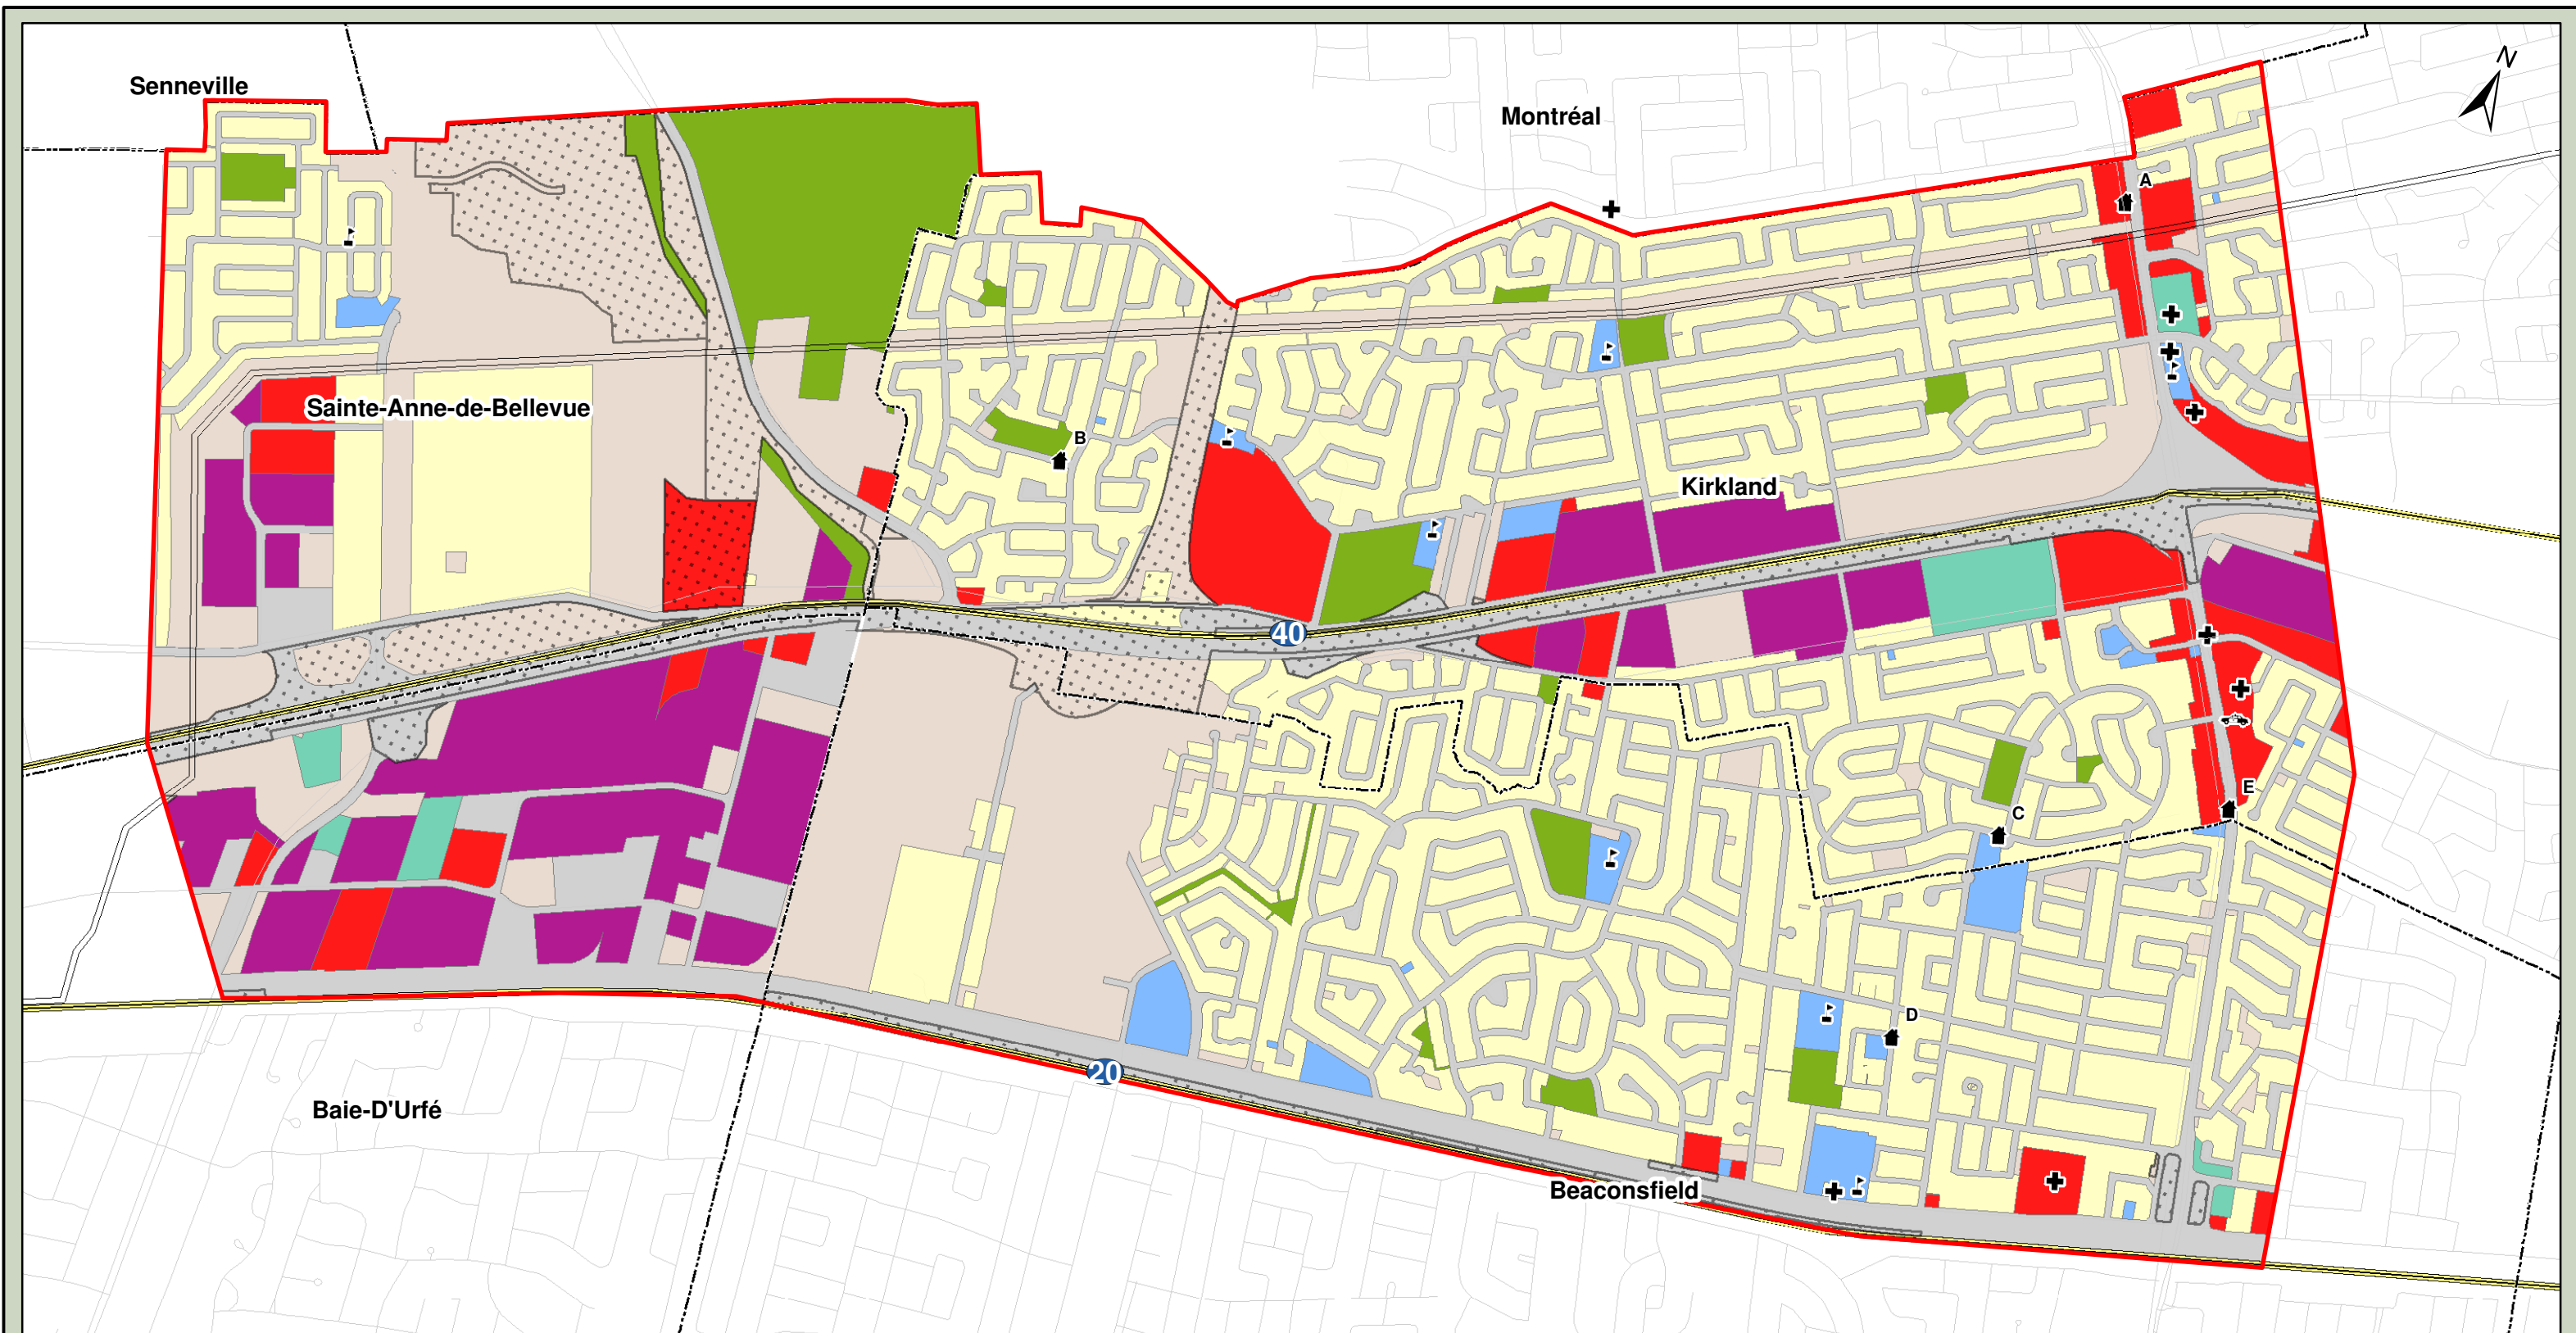 Senneville
Montréal
N
A
Sainte-Anne-de-Bellevue
B
Kirkland
40
E
C
D
20
Baie-D'Urfé
Beaconsfield